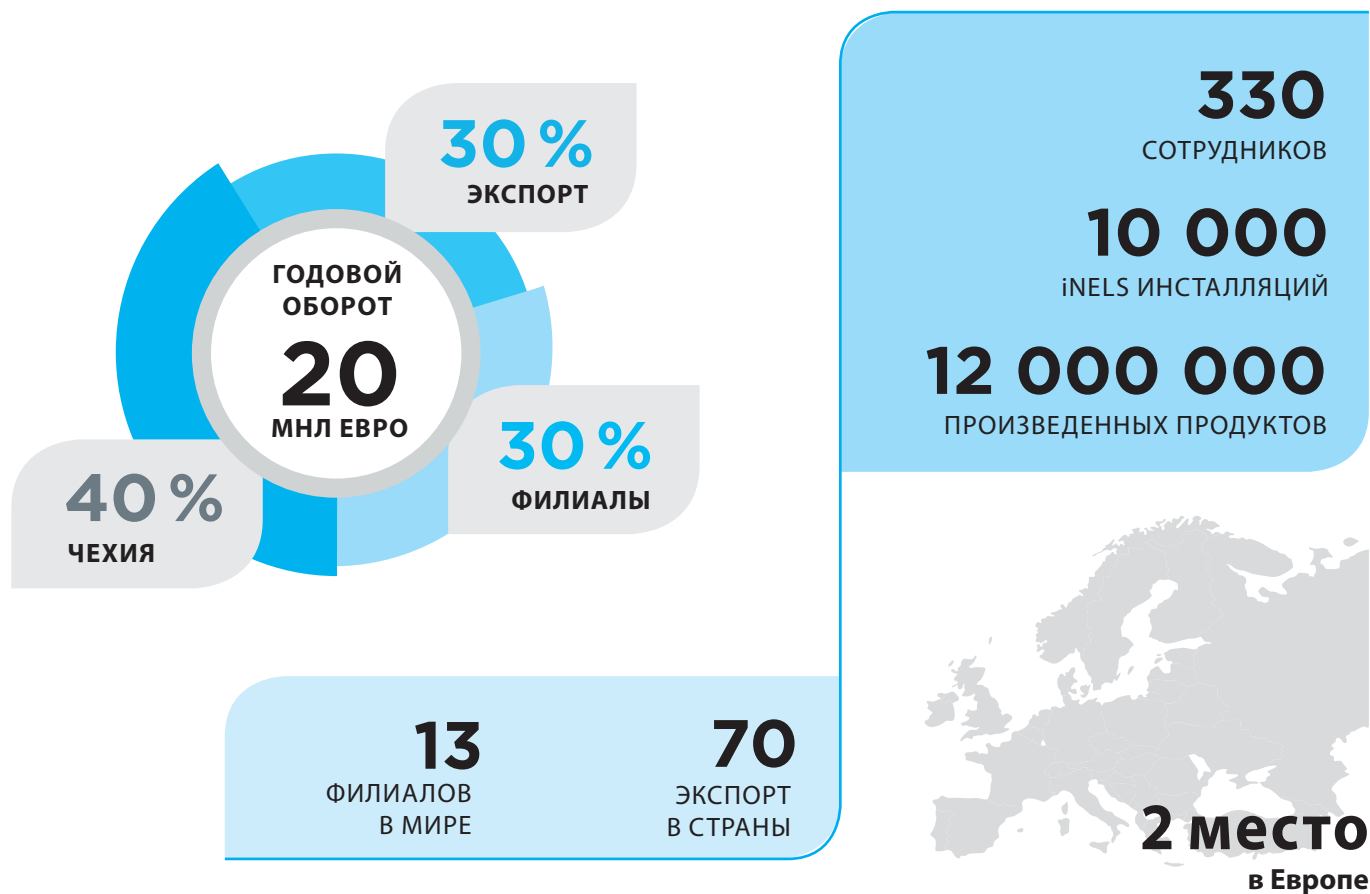 30 %
ЭКСПОРТ
ГОДОВОЙ
ОБОРОТ
20
МНЛ ЕВРО
30 %
ФИЛИАЛЫ
40 %
ЧЕХИЯ
330
СОТРУДНИКОВ
10 000
iNELS ИНСТАЛЛЯЦИЙ
12 000 000
ПРОИЗВЕДЕННЫХ ПРОДУКТОВ
13
ФИЛИАЛОВ
В МИРЕ
70
ЭКСПОРТ
В СТРАНЫ
2 место
в Европе